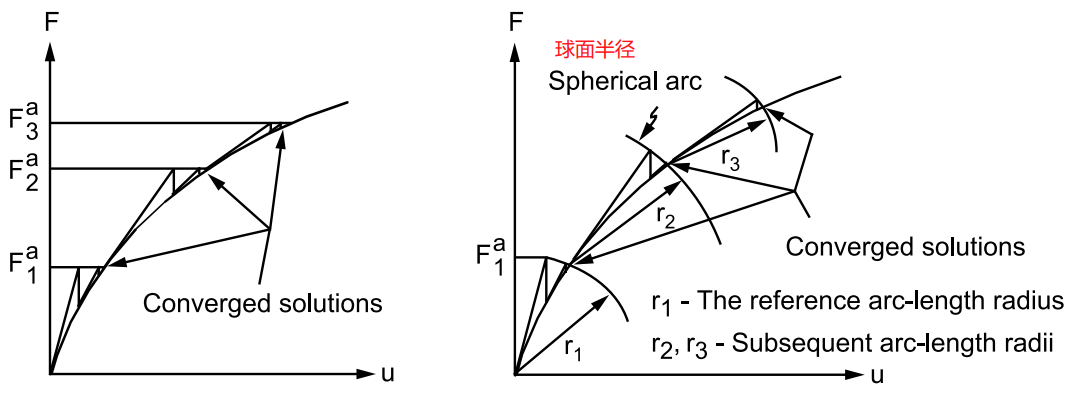 F
F₃ᵃ
F₂ᵃ
F₁ᵃ
Converged solutions
u
F
球面半径
Spherical arc
r₃
r₂
F₁ᵃ
Converged solutions
r₁
r₁ - The reference arc-length radius
r₂, r₃ - Subsequent arc-length radii
u